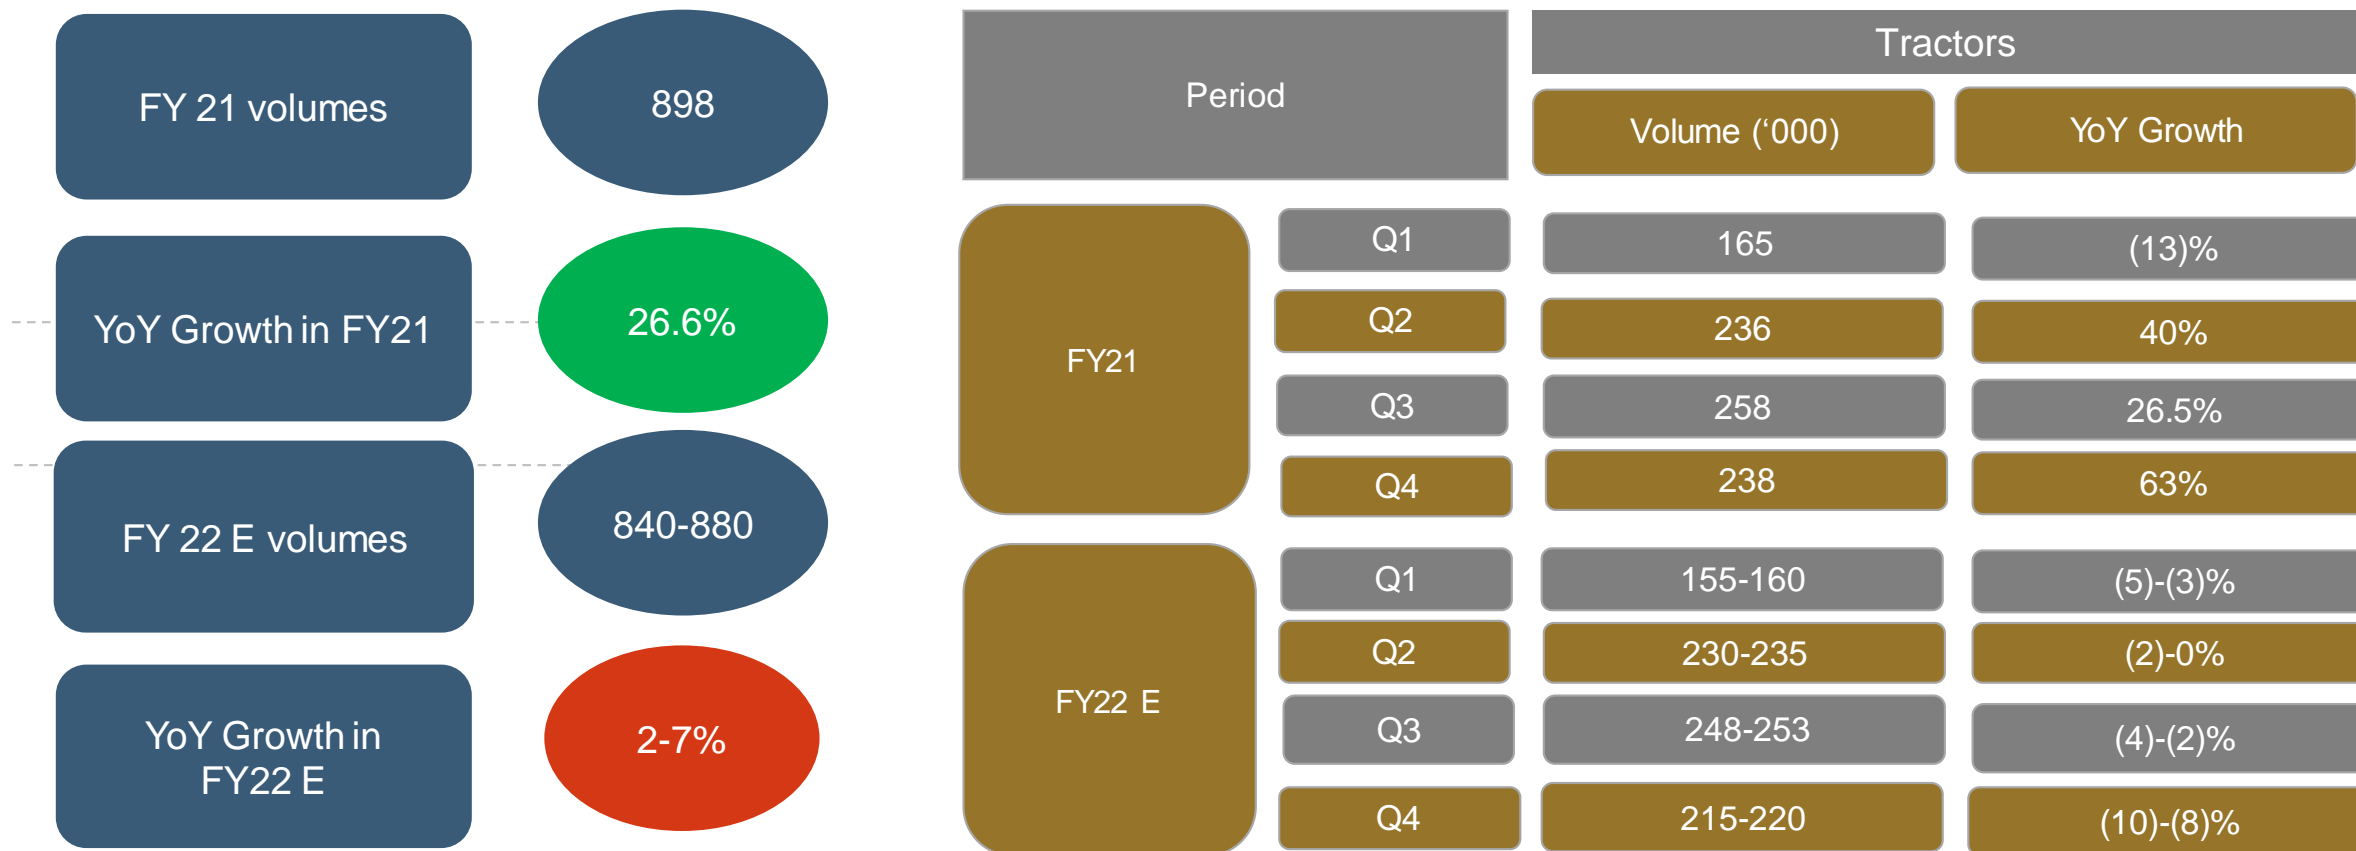 FY 21 volumes
898
YoY Growth in FY21
26.6%
FY 22 E volumes
840-880
YoY Growth in
FY22 E
2-7%
Period
Tractors
Volume (‘000)
YoY Growth
FY21
Q1
165
(13)%
Q2
236
40%
Q3
258
26.5%
Q4
238
63%
FY22 E
Q1
155-160
(5)-(3)%
Q2
230-235
(2)-0%
Q3
248-253
(4)-(2)%
Q4
215-220
(10)-(8)%